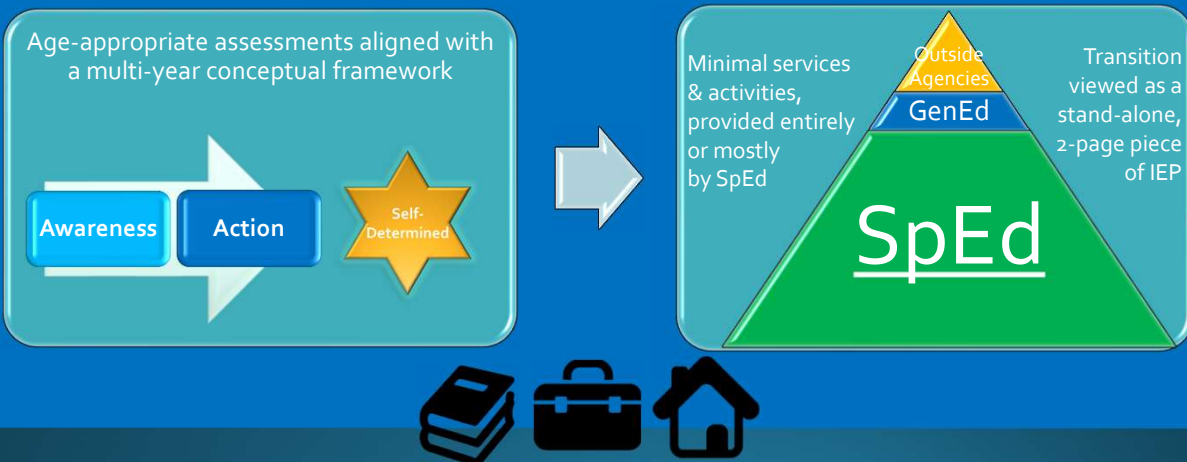 Age-appropriate assessments aligned with
a multi-year conceptual framework
Awareness
Action
Self-
Determined
Minimal services
& activities,
provided entirely
or mostly
by SpEd
Outside
Agencies
GenEd
SpEd
Transition
viewed as a
stand-alone,
2-page piece
of IEP